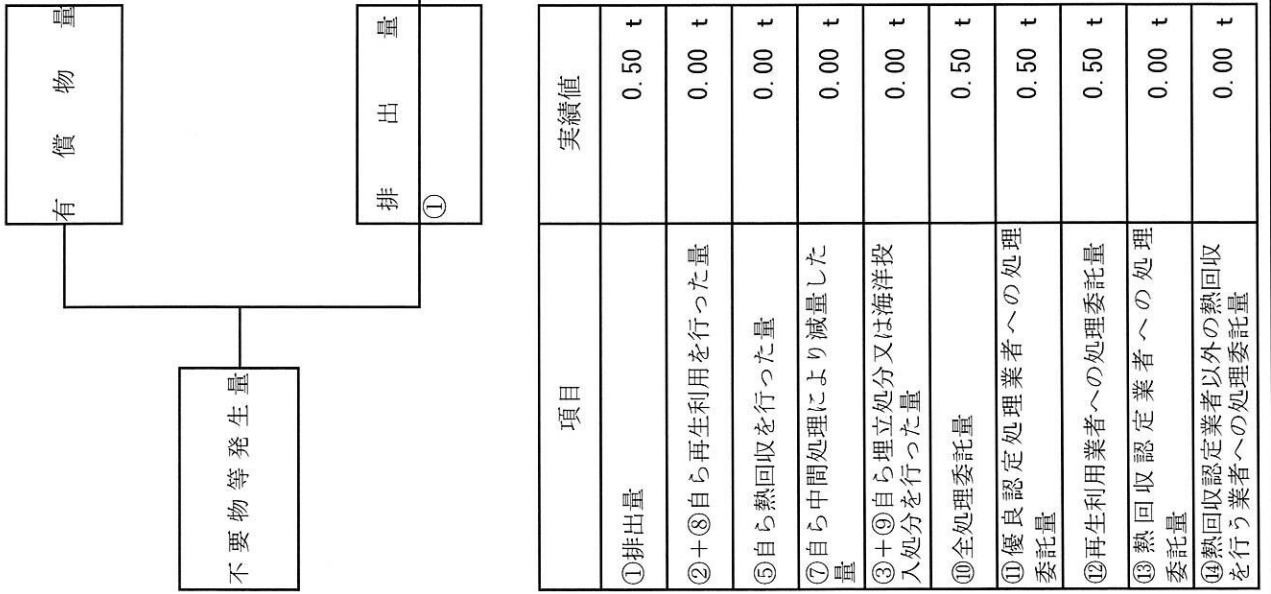 不要物等発生量
有償物量
排出量
①
項目 実績値
①排出量 0.50 t
②+⑧自ら再生利用を行った量 0.00 t
⑤自ら熱回収を行った量 0.00 t
⑦自ら中間処理により減量した
量 0.00 t
③+⑨自ら埋立処分又は海洋投
入処分を行った量 0.00 t
⑩全処理委託量 0.50 t
⑪優良認定処理業者への処理
委託量 0.50 t
⑫再生利用業者への処理委託量 0.50 t
⑬熱回収認定業者への処理
委託量 0.00 t
⑭熱回収認定業者以外の熱回収
を行う業者への処理委託量 0.00 t